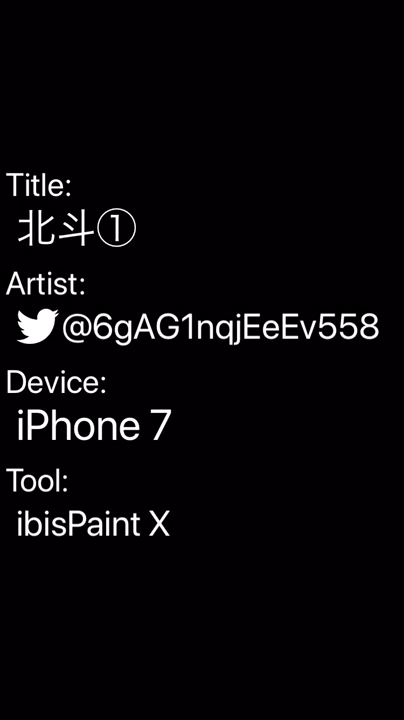 Title:
北斗①
Artist:
@6gAG1nqjEeEv558
Device:
iPhone 7
Tool:
ibisPaint X